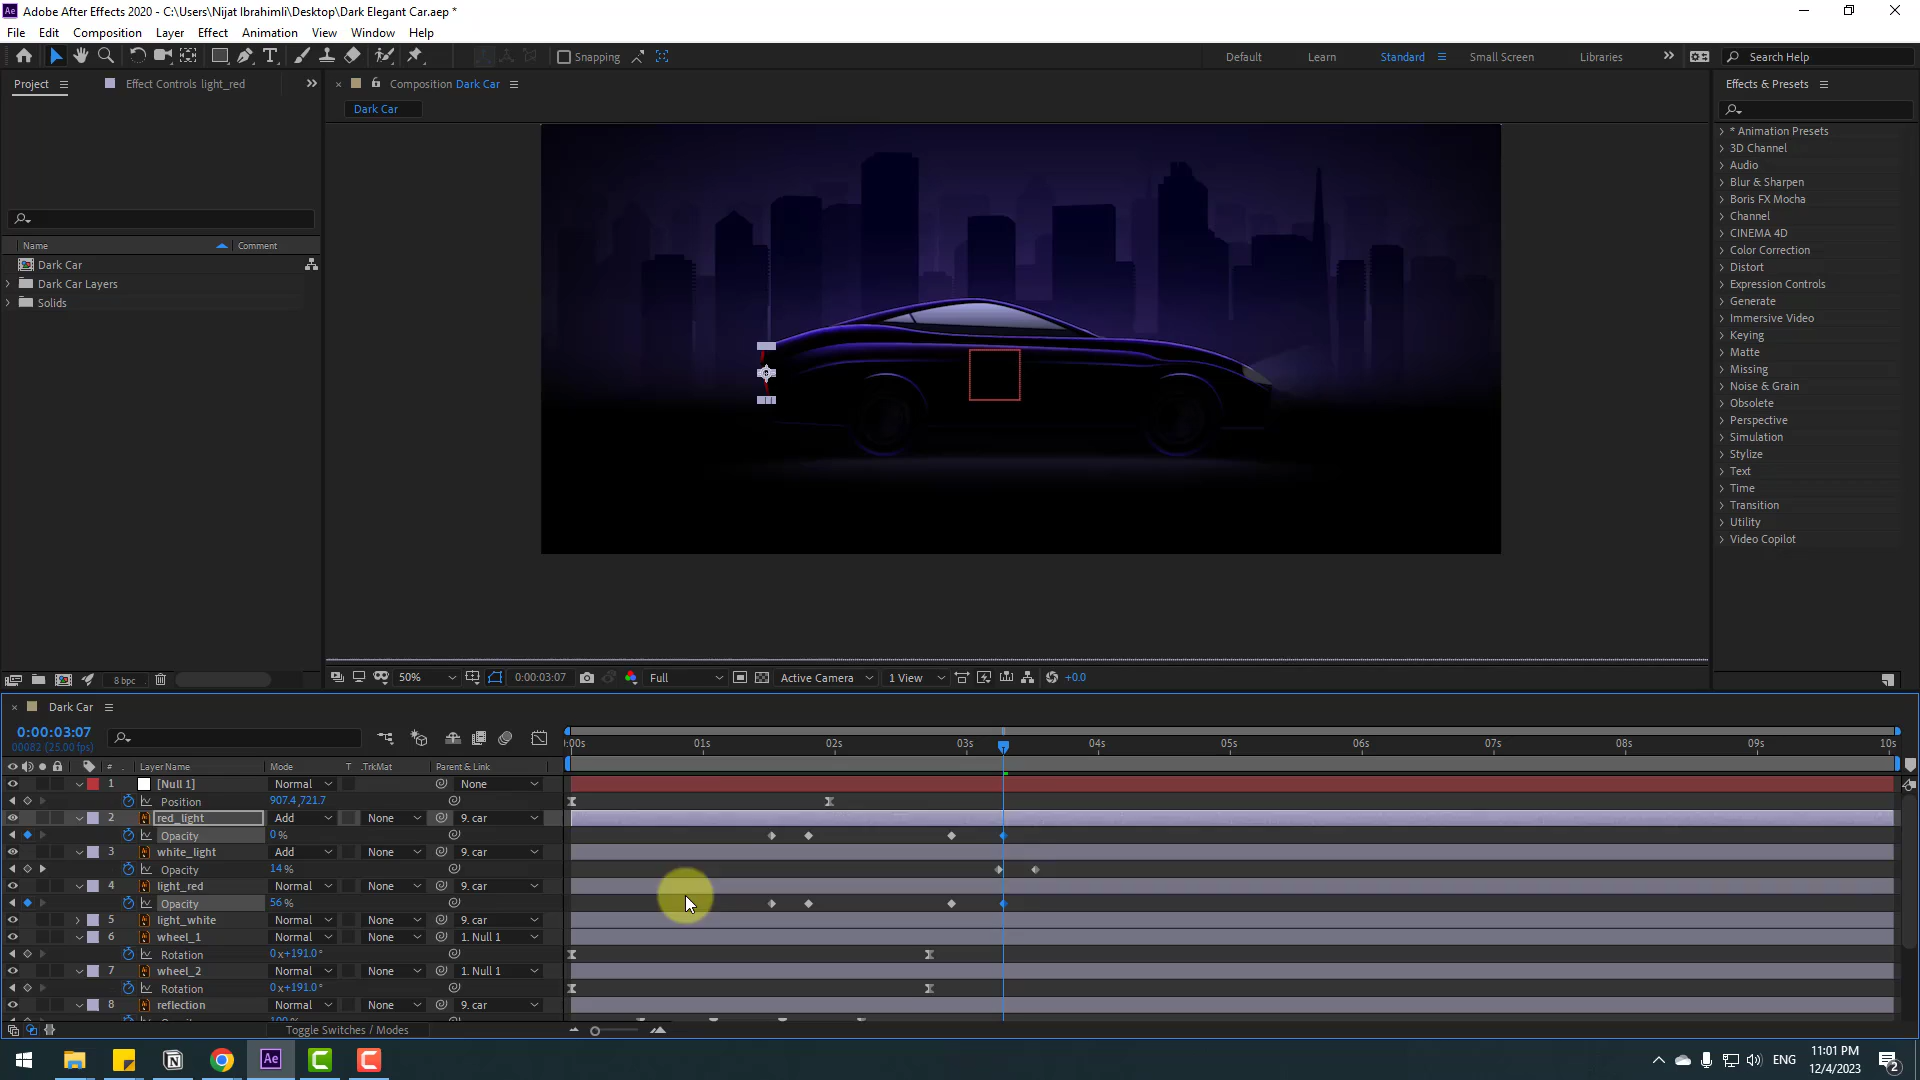 Adobe After Effects 2020 - C:\Users\Nijat Ibrahimli\Desktop\Dark Elegant Car.aep *
File Edit Composition Layer Effect Animation View Window Help
Snapping
Default Learn Standard Small Screen Libraries
Search Help
Project
Effect Controls light_red
Composition Dark Car
Dark Car
Name Comment
Dark Car
Dark Car Layers
Solids
8 bpc
50% 0:00:03:07 Full Active Camera 1 View +0.0
Effects & Presets
* Animation Presets
3D Channel
Audio
Blur & Sharpen
Boris FX Mocha
Channel
CINEMA 4D
Color Correction
Distort
Expression Controls
Generate
Immersive Video
Keying
Matte
Missing
Noise & Grain
Obsolete
Perspective
Simulation
Stylize
Text
Time
Transition
Utility
Video Copilot
Dark Car
0:00:03:07
00082 (25.00 fps)
:00s 01s 02s 03s 04s 05s 06s 07s 08s 09s 10s
# Layer Name Mode T .TrkMat Parent & Link
1 [Null 1] Normal None
Position 907.4,721.7
2 red_light Add None 9. car
Opacity 0%
3 white_light Add None 9. car
Opacity 14%
4 light_red Normal None 9. car
Opacity 56%
5 light_white Normal None 9. car
6 wheel_1 Normal None 1. Null 1
Rotation 0x+191.0°
7 wheel_2 Normal None 1. Null 1
Rotation 0x+191.0°
8 reflection Normal None 9. car
Toggle Switches / Modes
ENG
11:01 PM
12/4/2023
2